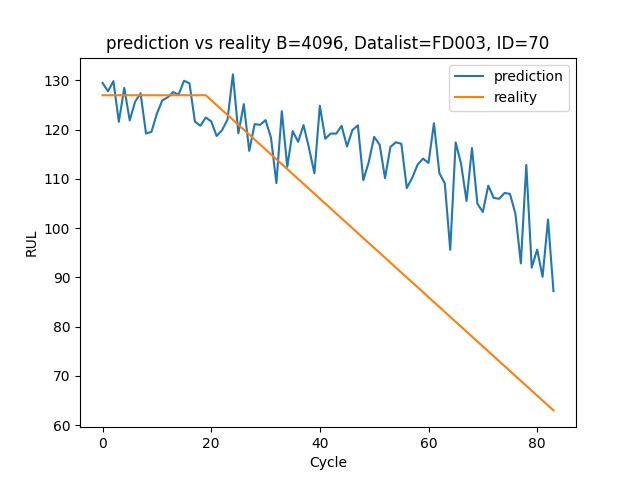 prediction vs reality B=4096, Datalist=FD003, ID=70
prediction
reality
130
120
110
100
90
80
70
60
RUL
0 20 40 60 80
Cycle